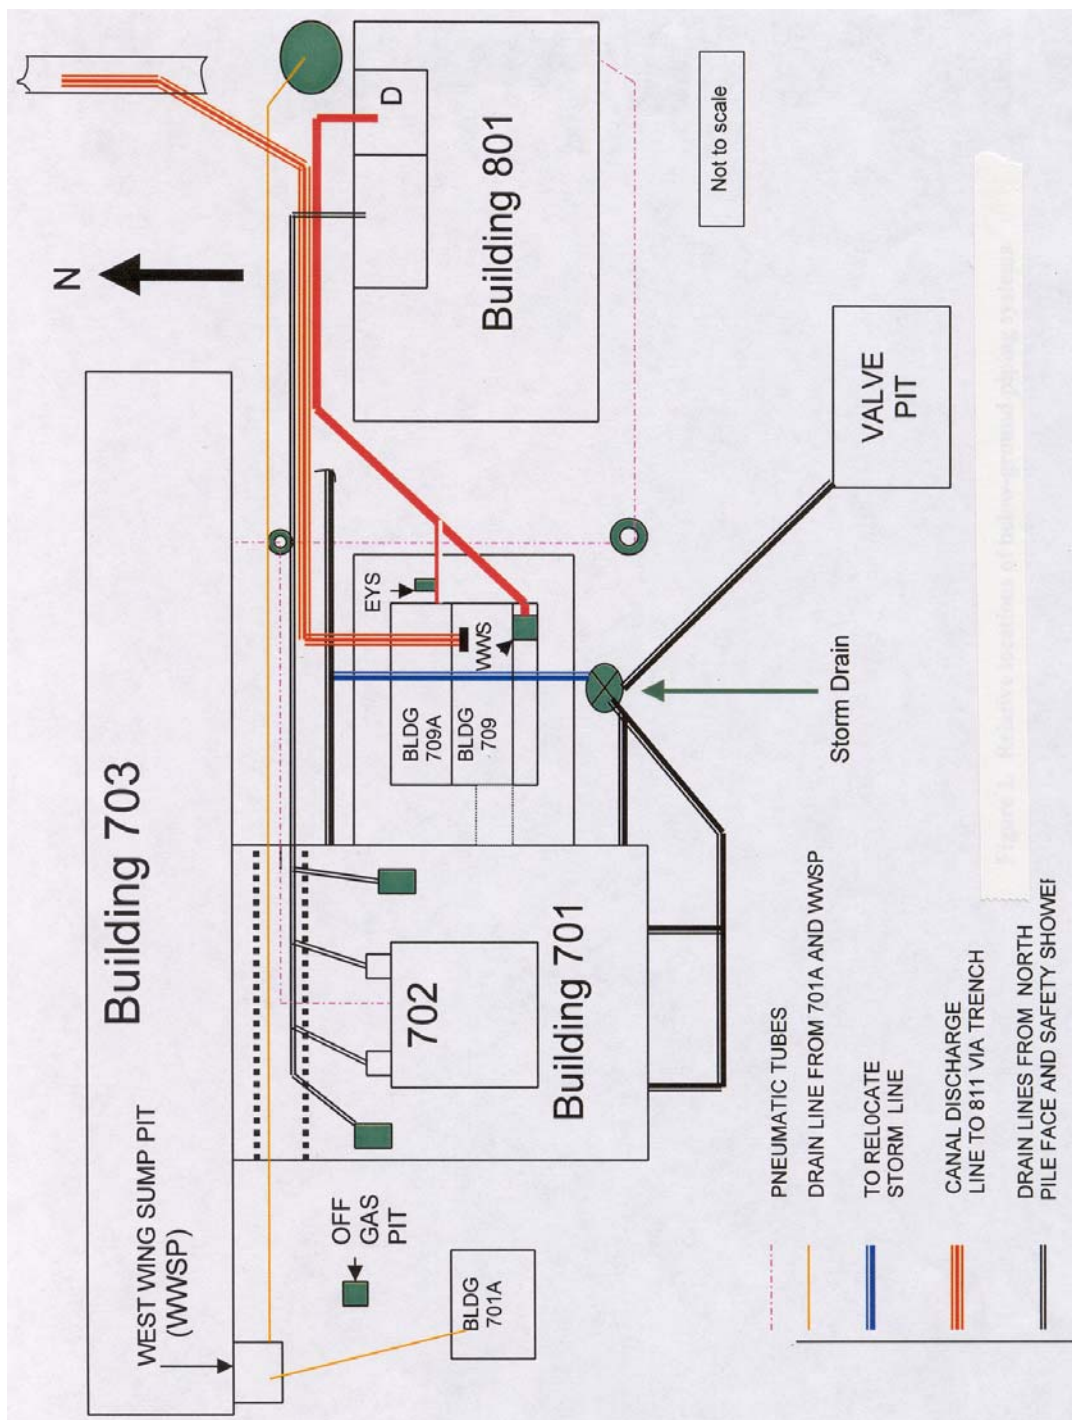 N
Building 703
WEST WING SUMP PIT
(WWSP)
OFF
GAS
PIT
BLDG
701A
702
Building 701
BLDG
709A
BLDG
709
EYS
WWS
D
Building 801
Not to scale
VALVE
PIT
Storm Drain
PNEUMATIC TUBES
DRAIN LINE FROM 701A AND WWSP
TO REL0CATE
STORM LINE
CANAL DISCHARGE
LINE TO 811 VIA TRENCH
DRAIN LINES FROM NORTH
PILE FACE AND SAFETY SHOWER